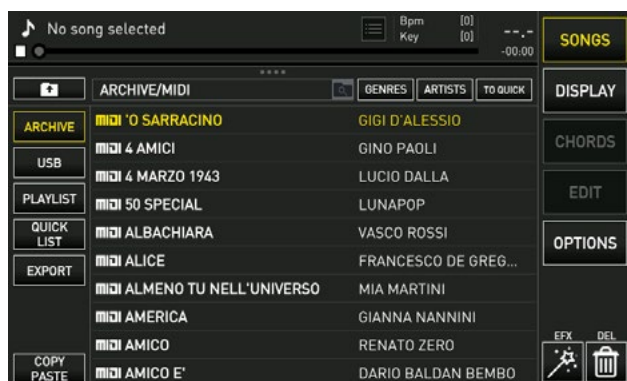 No song selected
Bpm [0]
Key [0]
--.-
-00:00
SONGS
ARCHIVE/MIDI
GENRES
ARTISTS
TO QUICK
DISPLAY
ARCHIVE
MIDI 'O SARRACINO GIGI D'ALESSIO
MIDI 4 AMICI GINO PAOLI
CHORDS
USB
MIDI 4 MARZO 1943 LUCIO DALLA
PLAYLIST
MIDI 50 SPECIAL LUNAPOP
EDIT
QUICK
LIST
MIDI ALBACHIARA VASCO ROSSI
OPTIONS
EXPORT
MIDI ALICE FRANCESCO DE GREG...
MIDI ALMENO TU NELL'UNIVERSO MIA MARTINI
MIDI AMERICA GIANNA NANNINI
EFX DEL
MIDI AMICO RENATO ZERO
COPY
PASTE
MIDI AMICO E' DARIO BALDAN BEMBO